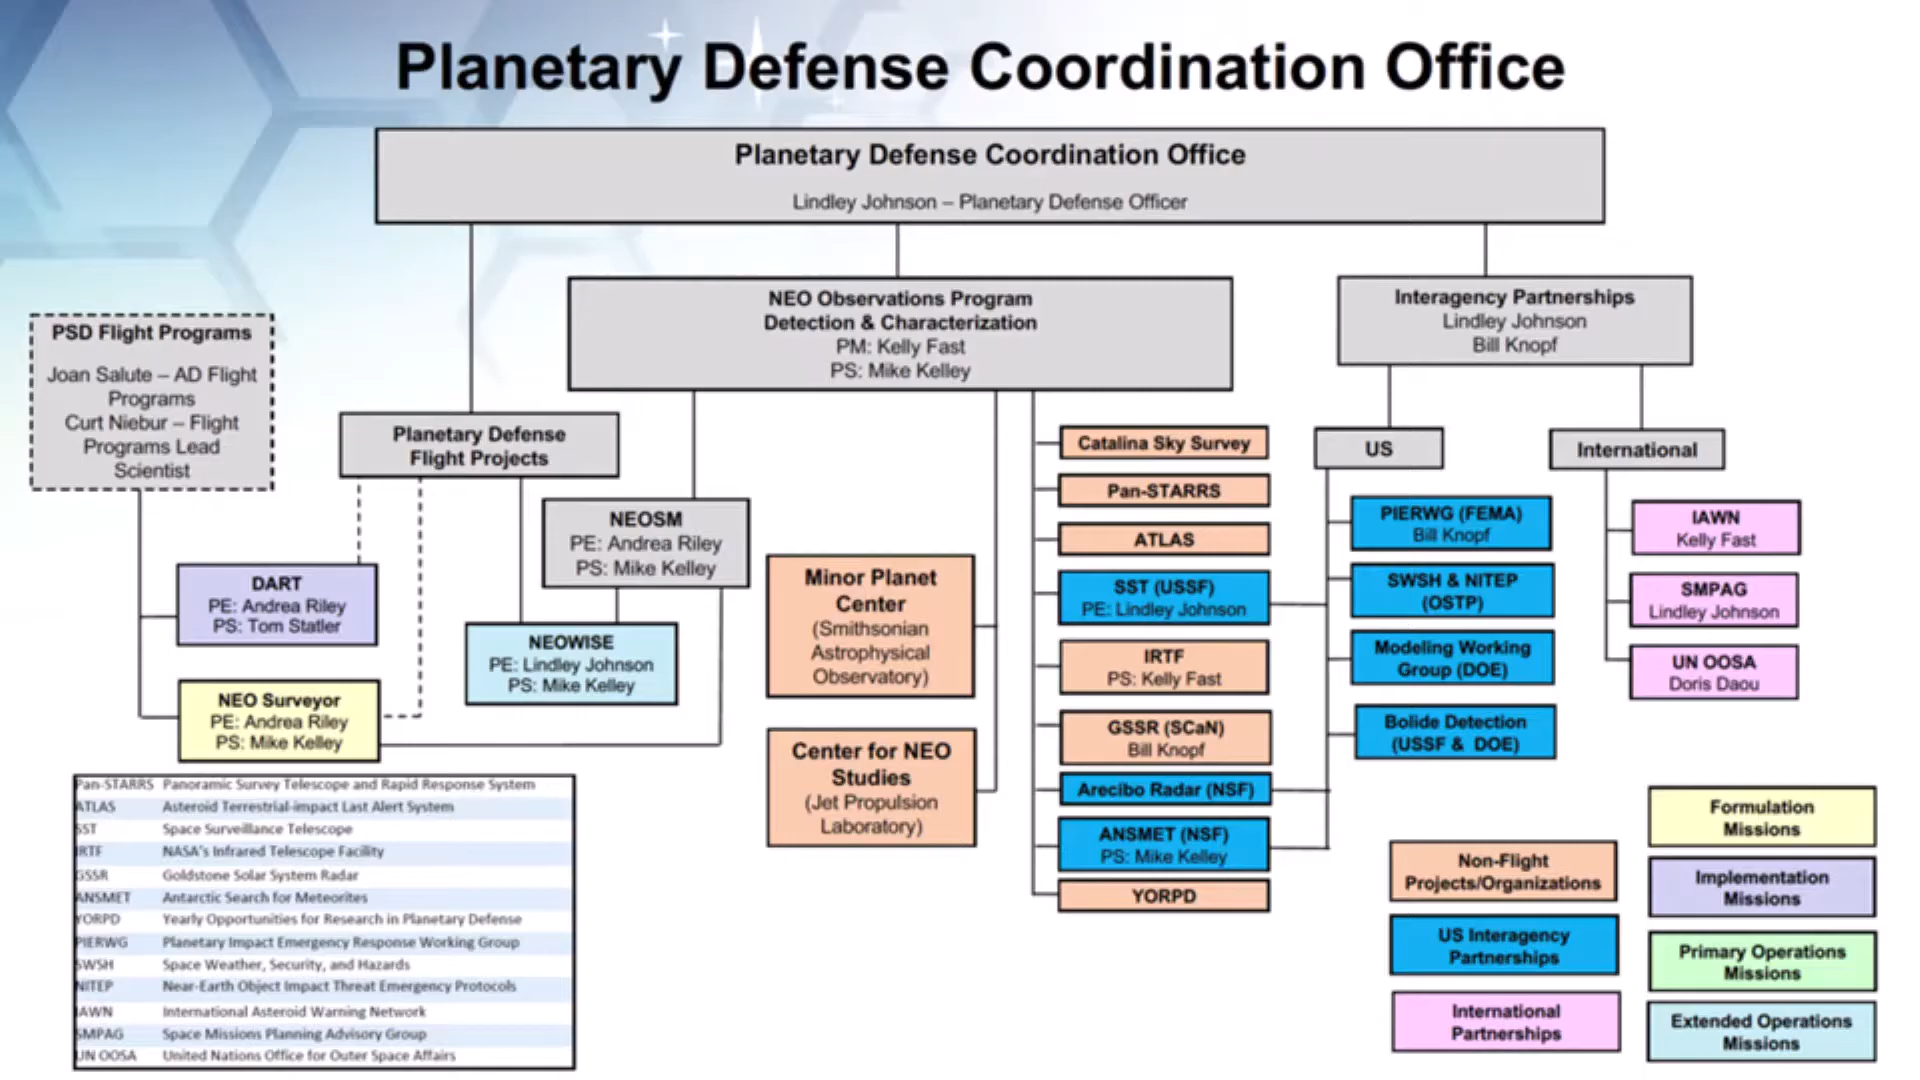 Planetary Defense Coordination Office
Planetary Defense Coordination Office
Lindley Johnson – Planetary Defense Officer
PSD Flight Programs
Joan Salute – AD Flight
Programs
Curt Niebur – Flight
Programs Lead
Scientist
NEO Observations Program
Detection & Characterization
PM: Kelly Fast
PS: Mike Kelley
Interagency Partnerships
Lindley Johnson
Bill Knopf
Planetary Defense
Flight Projects
NEOSM
PE: Andrea Riley
PS: Mike Kelley
DART
PE: Andrea Riley
PS: Tom Statler
NEOWISE
PE: Lindley Johnson
PS: Mike Kelley
NEO Surveyor
PE: Andrea Riley
PS: Mike Kelley
Minor Planet
Center
(Smithsonian
Astrophysical
Observatory)
Center for NEO
Studies
(Jet Propulsion
Laboratory)
Catalina Sky Survey
Pan-STARRS
ATLAS
SST (USSF)
PE: Lindley Johnson
IRTF
PS: Kelly Fast
GSSR (SCaN)
Bill Knopf
Arecibo Radar (NSF)
ANSMET (NSF)
PS: Mike Kelley
YORPD
US
PIERWG (FEMA)
Bill Knopf
SWSH & NITEP
(OSTP)
Modeling Working
Group (DOE)
Bolide Detection
(USSF & DOE)
International
IAWN
Kelly Fast
SMPAG
Lindley Johnson
UN OOSA
Doris Daou
Pan-STARRS Panoramic Survey Telescope and Rapid Response System
ATLAS Asteroid Terrestrial-impact Last Alert System
SST Space Surveillance Telescope
IRTF NASA's Infrared Telescope Facility
GSSR Goldstone Solar System Radar
ANSMET Antarctic Search for Meteorites
YORPD Yearly Opportunities for Research in Planetary Defense
PIERWG Planetary Impact Emergency Response Working Group
SWSH Space Weather, Security, and Hazards
NITEP Near-Earth Object Impact Threat Emergency Protocols
IAWN International Asteroid Warning Network
SMPAG Space Missions Planning Advisory Group
UN OOSA United Nations Office for Outer Space Affairs
Non-Flight
Projects/Organizations
US Interagency
Partnerships
International
Partnerships
Formulation
Missions
Implementation
Missions
Primary Operations
Missions
Extended Operations
Missions